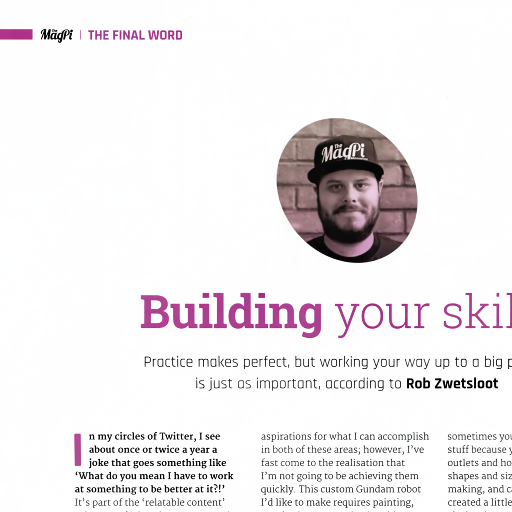 The MagPi | THE FINAL WORD
The MagPi
Building your skil
Practice makes perfect, but working your way up to a big p
is just as important, according to Rob Zwetsloot
In my circles of Twitter, I see
about once or twice a year a
joke that goes something like
‘What do you mean I have to work
at something to be better at it?!’
It’s part of the ‘relatable content’
aspirations for what I can accomplish
in both of these areas; however, I’ve
fast come to the realisation that
I’m not going to be achieving them
quickly. This custom Gundam robot
I’d like to make requires painting,
sometimes you
stuff because y
outlets and ho
shapes and siz
making, and ca
created a little